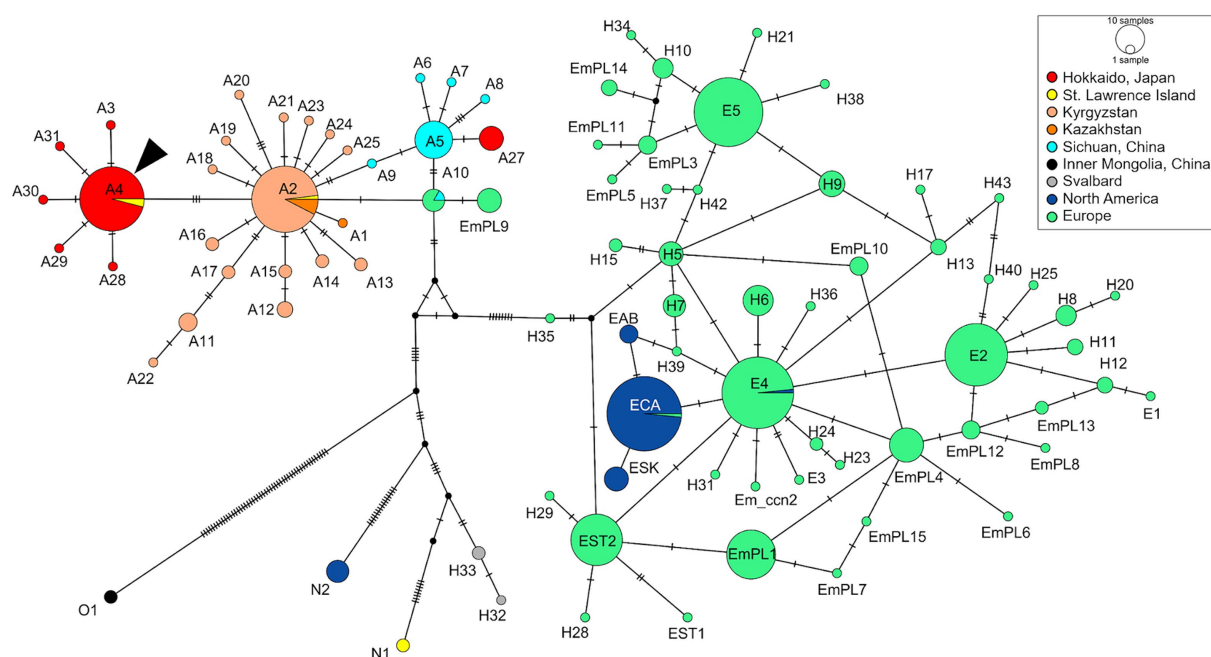 10 samples
1 sample
Hokkaido, Japan
St. Lawrence Island
Kyrgyzstan
Kazakhstan
Sichuan, China
Inner Mongolia, China
Svalbard
North America
Europe
H34
H10
H21
EmPL14
A6
A7
A8
A20
A21
A23
A24
A25
A3
A31
A19
A18
E5
H38
EmPL11
EmPL3
A5
A27
A9
A10
A30
A4
A2
EmPL5
H37
H42
H9
H17
H43
EmPL9
A1
A16
A29
A28
A17
A15
A14
A13
A12
H15
H5
EmPL10
H13
H40
H25
H20
H8
A11
A22
H35
H7
H6
H36
EAB
H39
E2
H11
H12
E4
ECA
E1
EmPL13
EmPL12
EmPL8
H24
H23
ESK
H31
E3
Em_ccn2
EmPL4
H29
EST2
EmPL1
EmPL15
EmPL6
EmPL7
O1
N2
H33
H32
N1
H28
EST1